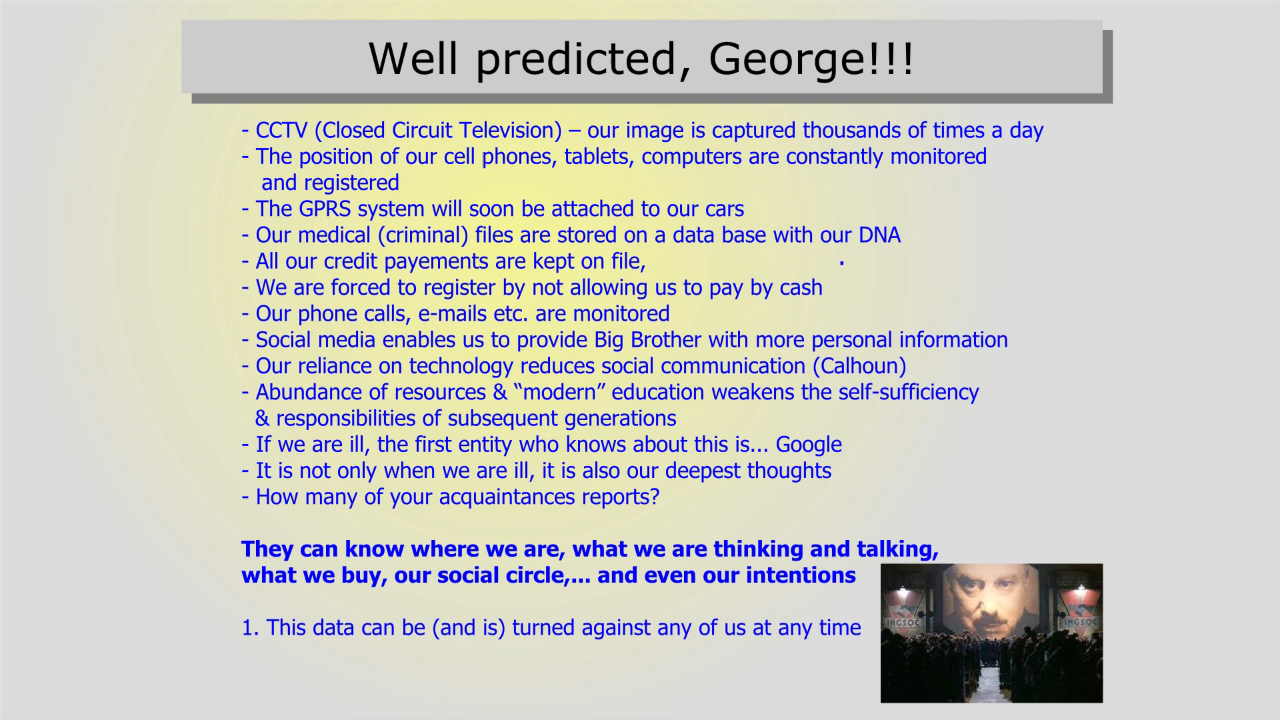 Well predicted, George!!!
- CCTV (Closed Circuit Television) – our image is captured thousands of times a day
- The position of our cell phones, tablets, computers are constantly monitored
and registered
- The GPRS system will soon be attached to our cars
- Our medical (criminal) files are stored on a data base with our DNA
- All our credit payements are kept on file, .
- We are forced to register by not allowing us to pay by cash
- Our phone calls, e-mails etc. are monitored
- Social media enables us to provide Big Brother with more personal information
- Our reliance on technology reduces social communication (Calhoun)
- Abundance of resources & “modern” education weakens the self-sufficiency
& responsibilities of subsequent generations
- If we are ill, the first entity who knows about this is... Google
- It is not only when we are ill, it is also our deepest thoughts
- How many of your acquaintances reports?
They can know where we are, what we are thinking and talking,
what we buy, our social circle,... and even our intentions
1. This data can be (and is) turned against any of us at any time
INGSOC
INGSOC